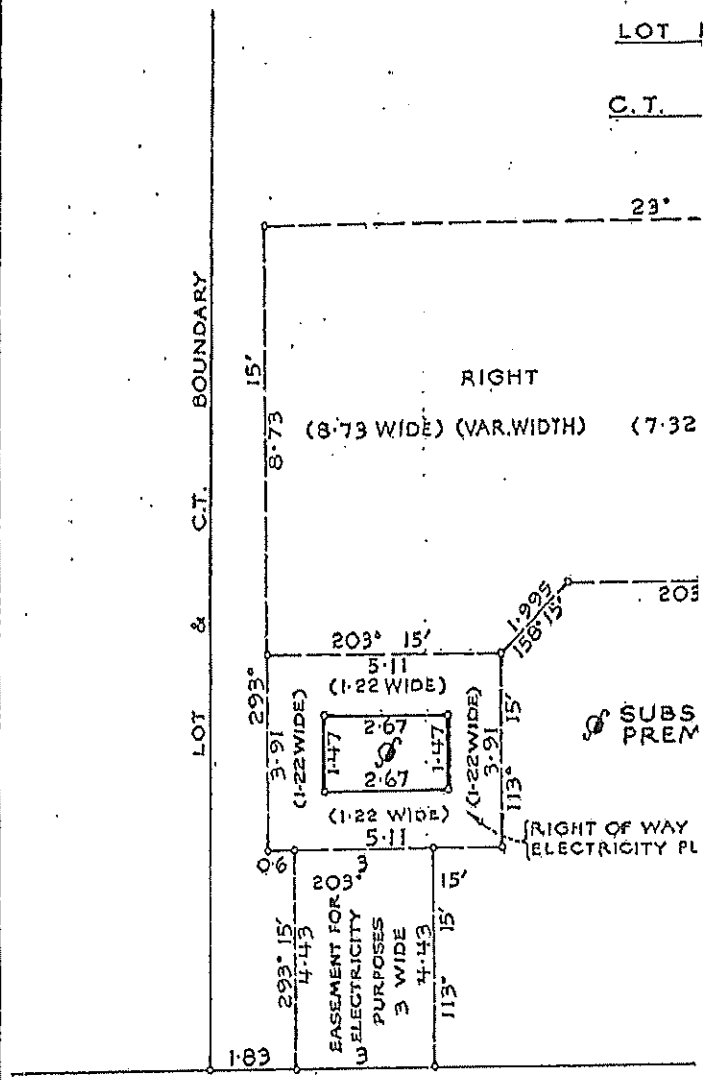 LOT
C.T.
23°
LOT & C.T. BOUNDARY
15'
8·73
RIGHT
(8·73 WIDE) (VAR.WIDTH) (7·32
1·995
158° 15'
203
203° 15'
5·11
(1·22 WIDE)
293°
3·91
(1·22 WIDE)
2·67
1·47
1·47
2·67
(1·22 WIDE)
15'
3·91
113°
SUBS
PREM
(1·22 WIDE)
5·11
RIGHT OF WAY
ELECTRICITY PL
0·6
3
203° 15'
293° 15'
4·43
EASEMENT FOR
ELECTRICITY
PURPOSES
3 WIDE
4·43
113° 15'
1·83
3